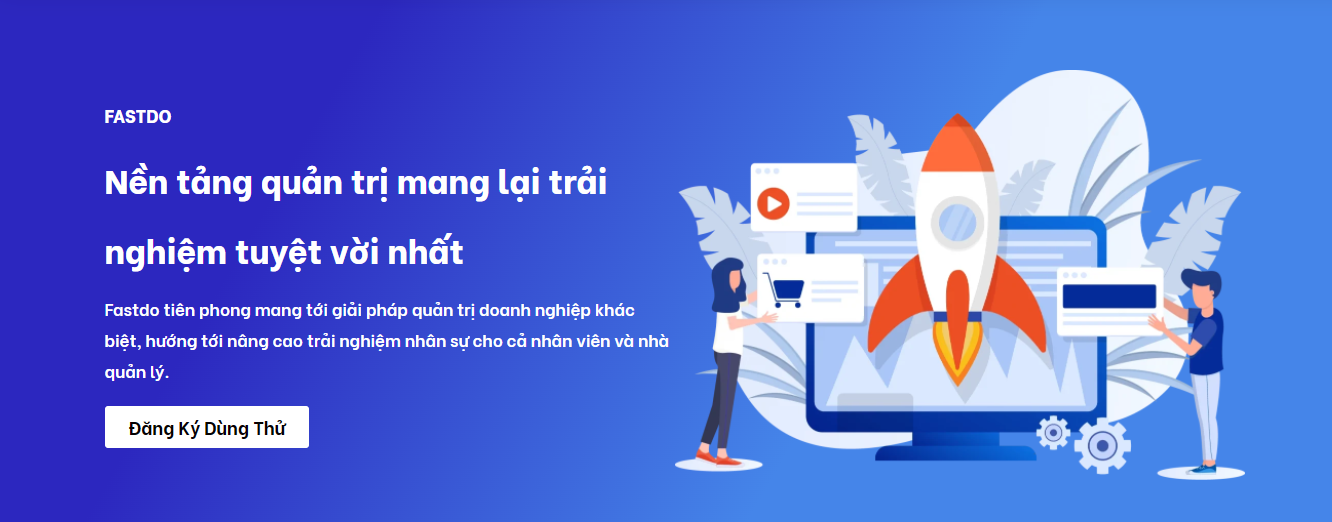 FASTDO
Nền tảng quản trị mang lại trải
nghiệm tuyệt vời nhất
Fastdo tiên phong mang tới giải pháp quản trị doanh nghiệp khác
biệt, hướng tới nâng cao trải nghiệm nhân sự cho cả nhân viên và nhà
quản lý.
Đăng Ký Dùng Thử